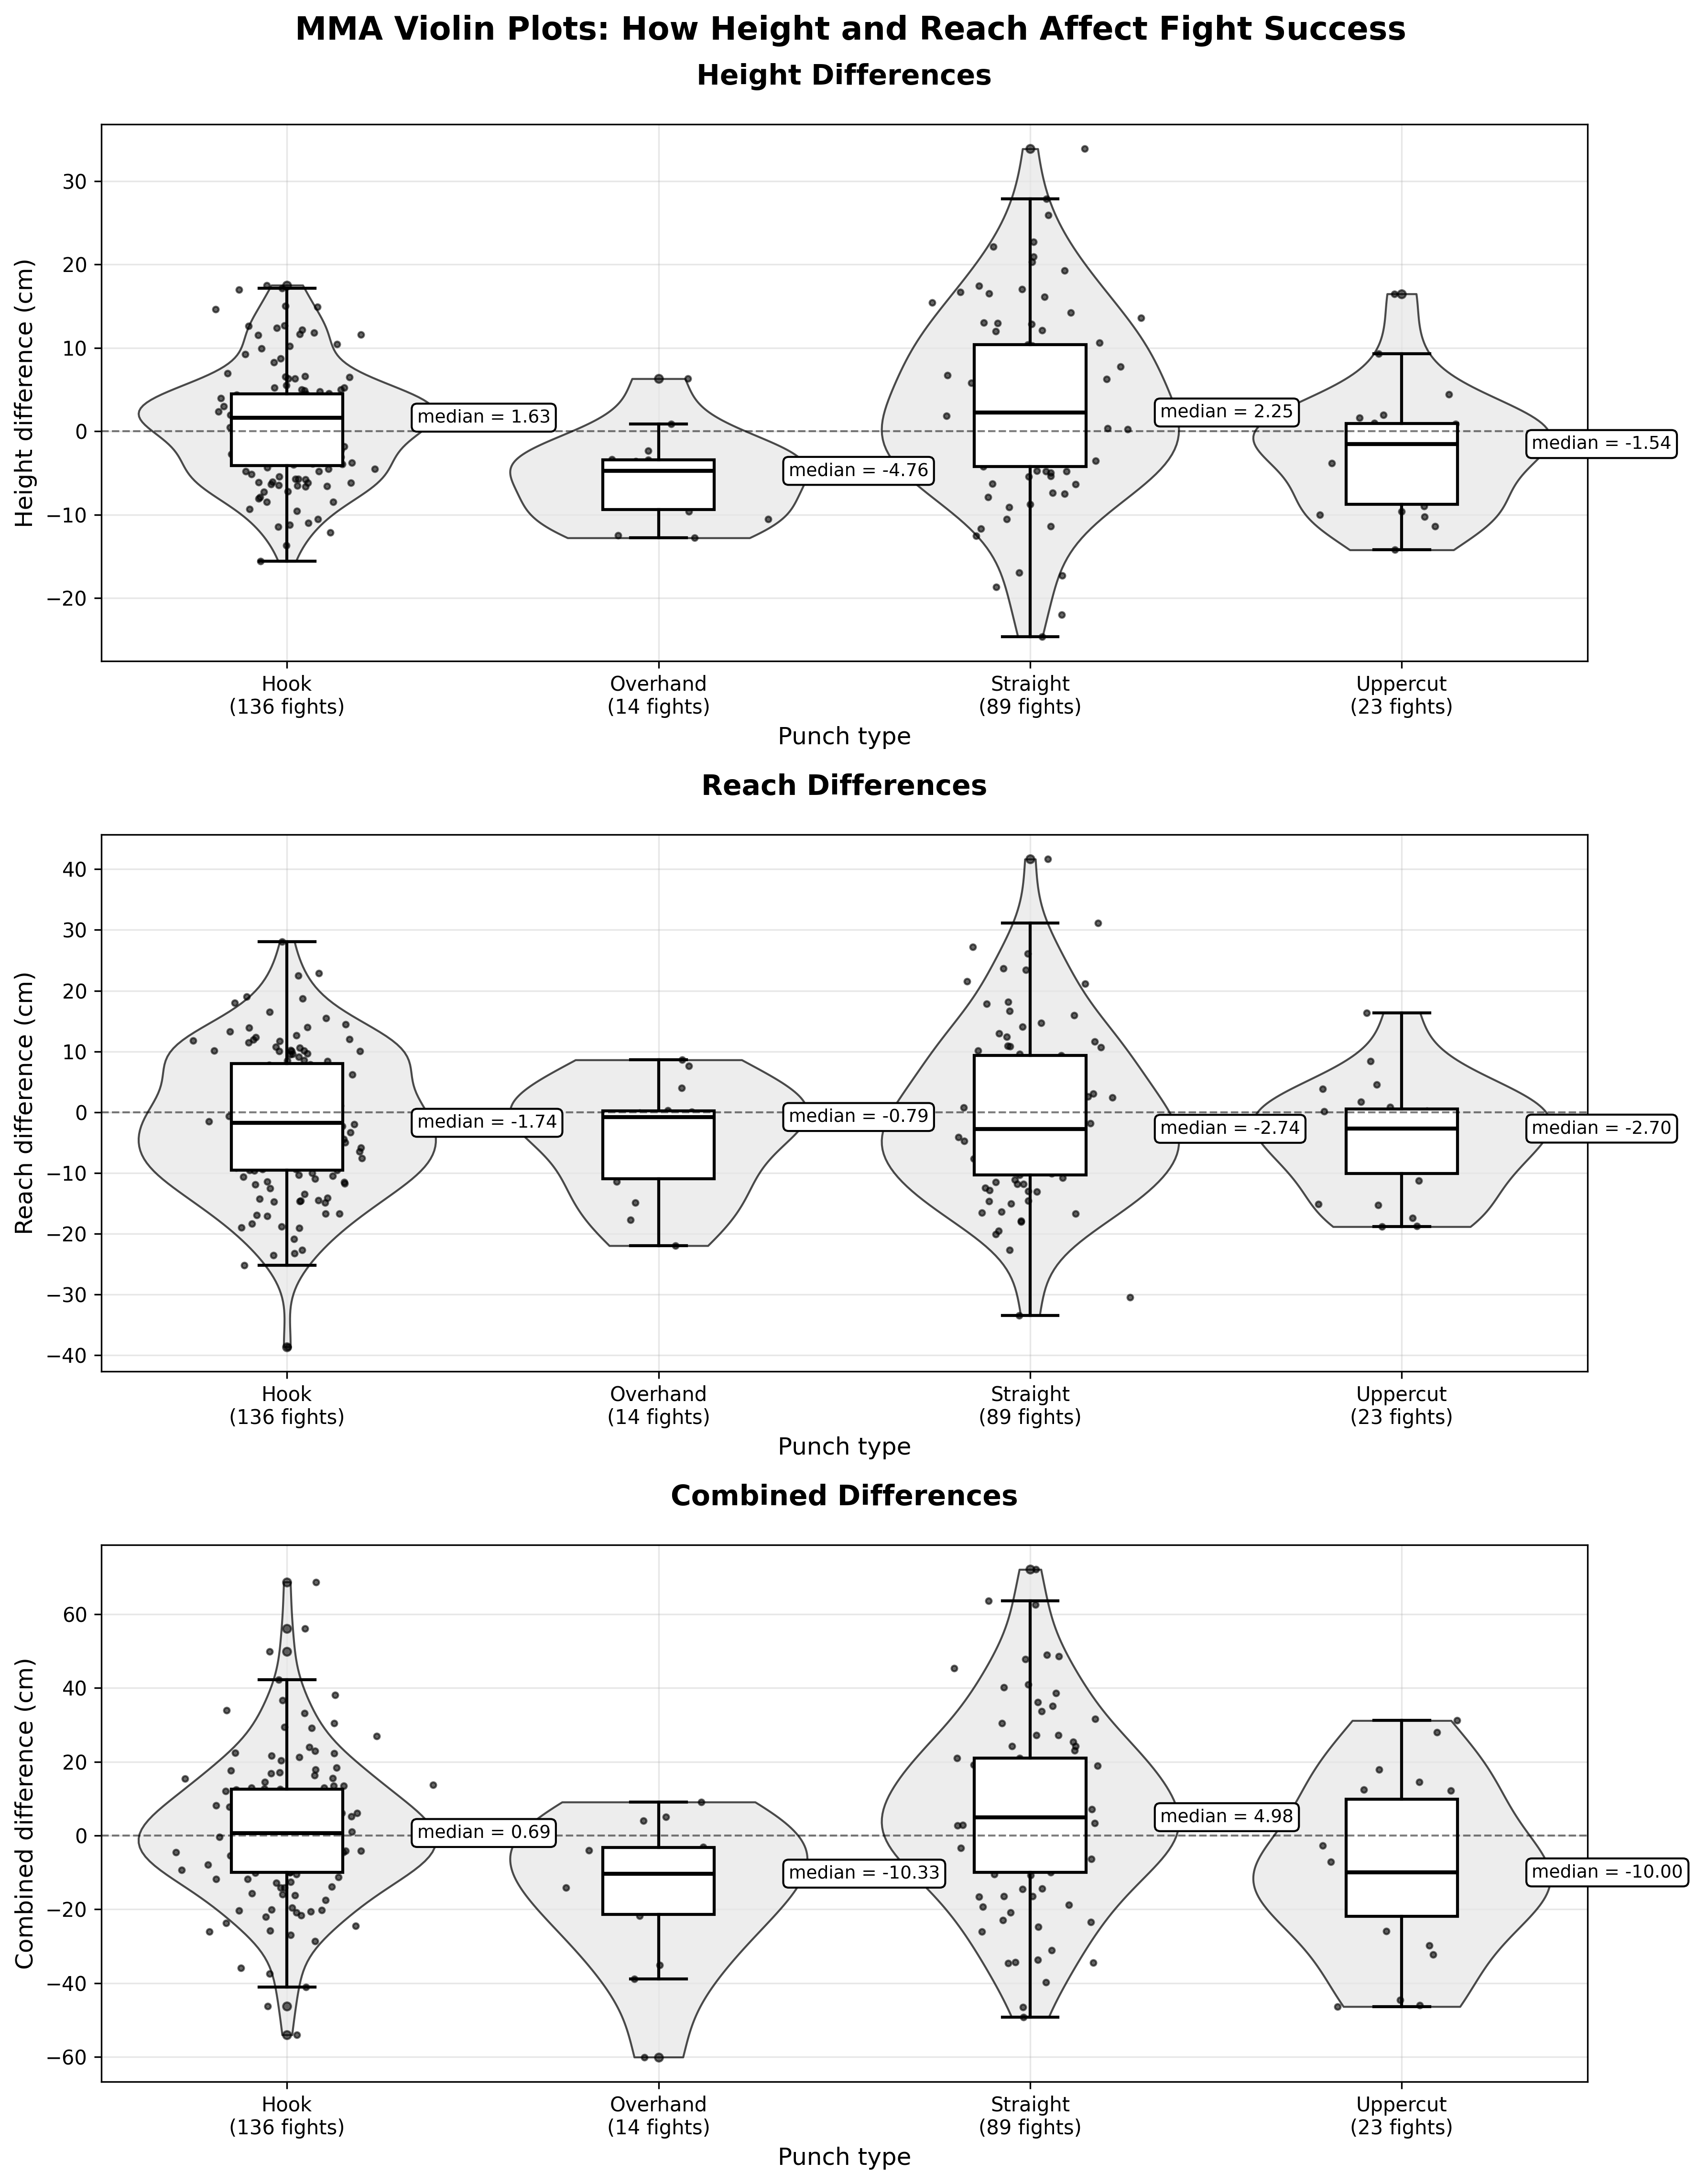 MMA Violin Plots: How Height and Reach Affect Fight Success
Height Differences
Height difference (cm)
30
20
10
0
−10
−20
median = 1.63
median = -4.76
median = 2.25
median = -1.54
Hook
(136 fights)
Overhand
(14 fights)
Straight
(89 fights)
Uppercut
(23 fights)
Punch type
Reach Differences
Reach difference (cm)
40
30
20
10
0
−10
−20
−30
−40
median = -1.74
median = -0.79
median = -2.74
median = -2.70
Hook
(136 fights)
Overhand
(14 fights)
Straight
(89 fights)
Uppercut
(23 fights)
Punch type
Combined Differences
Combined difference (cm)
60
40
20
0
−20
−40
−60
median = 0.69
median = -10.33
median = 4.98
median = -10.00
Hook
(136 fights)
Overhand
(14 fights)
Straight
(89 fights)
Uppercut
(23 fights)
Punch type